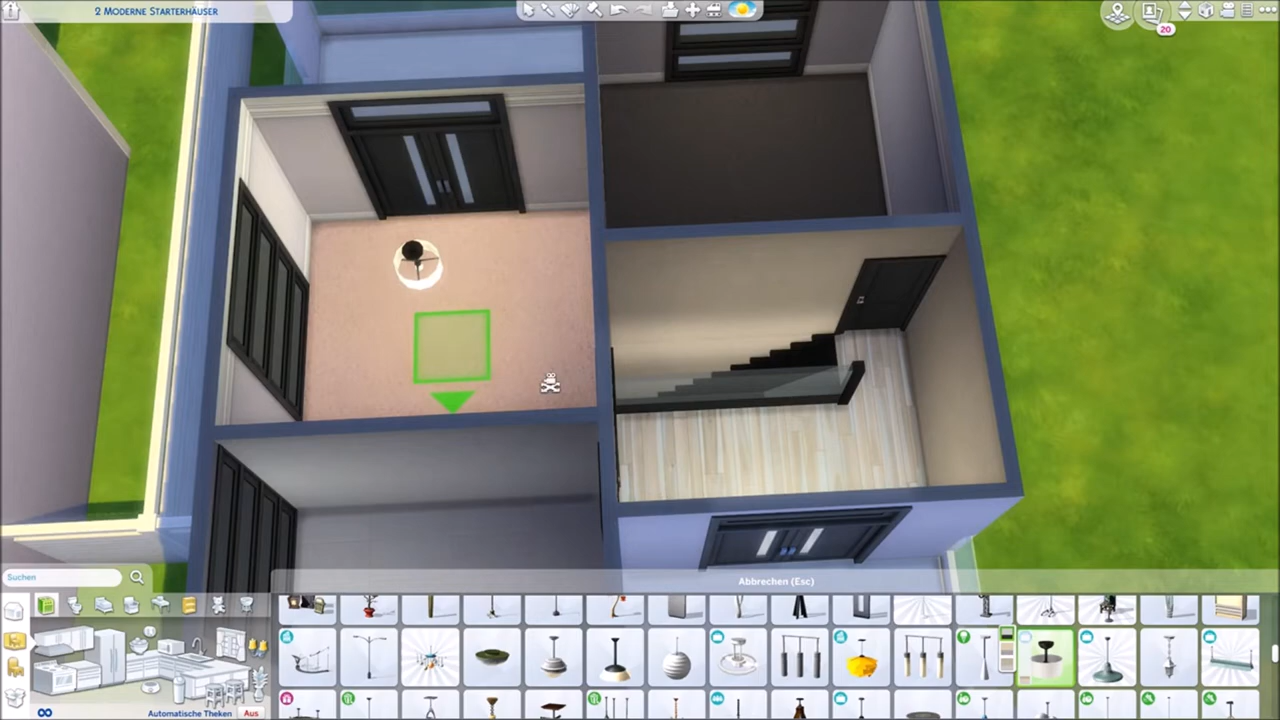 2 Moderne Starterhäuser
20
Abbrechen (Esc)
Suchen
Automatische Theken Aus